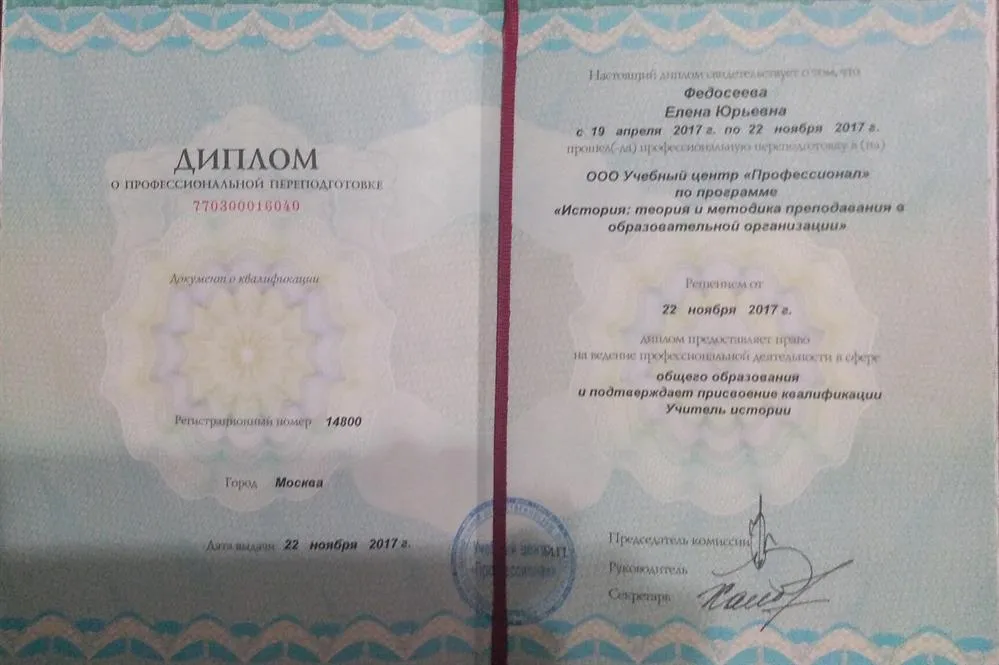 ДИПЛОМ
О ПРОФЕССИОНАЛЬНОЙ ПЕРЕПОДГОТОВКЕ
770300016040
Документ о квалификации
Регистрационный номер 14800
Город Москва
Дата выдачи 22 ноября 2017 г.
Настоящий диплом свидетельствует о том, что
Федосеева
Елена Юрьевна
с 19 апреля 2017 г. по 22 ноября 2017 г.
прошел(-ла) профессиональную переподготовку в (на)
ООО Учебный центр «Профессионал»
по программе
«История: теория и методика преподавания в
образовательной организации»
Решением от
22 ноября 2017 г.
диплом предоставляет право
на ведение профессиональной деятельности в сфере
общего образования
и подтверждает присвоение квалификации
Учитель истории
Председатель комиссии
Руководитель
Секретарь
М.П.
Учебный центр
«Профессионал»